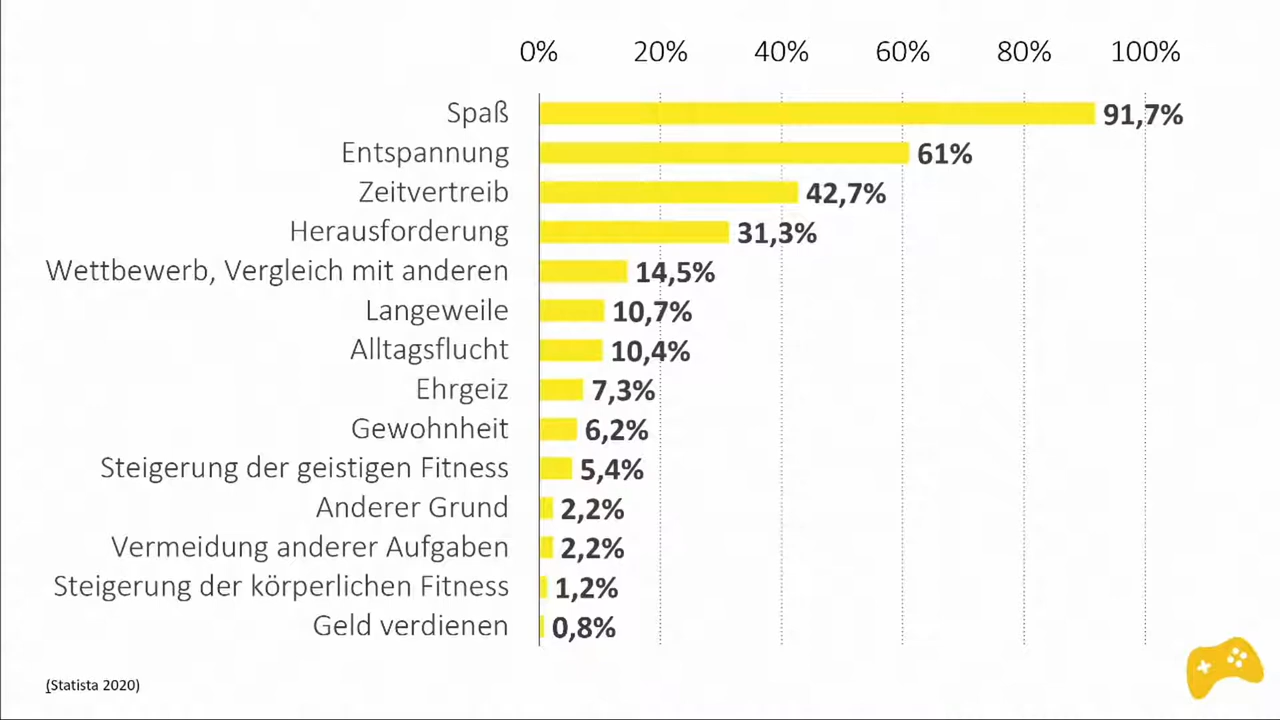 0% 20% 40% 60% 80% 100%
Spaß 91,7%
Entspannung 61%
Zeitvertreib 42,7%
Herausforderung 31,3%
Wettbewerb, Vergleich mit anderen 14,5%
Langeweile 10,7%
Alltagsflucht 10,4%
Ehrgeiz 7,3%
Gewohnheit 6,2%
Steigerung der geistigen Fitness 5,4%
Anderer Grund 2,2%
Vermeidung anderer Aufgaben 2,2%
Steigerung der körperlichen Fitness 1,2%
Geld verdienen 0,8%
(Statista 2020)